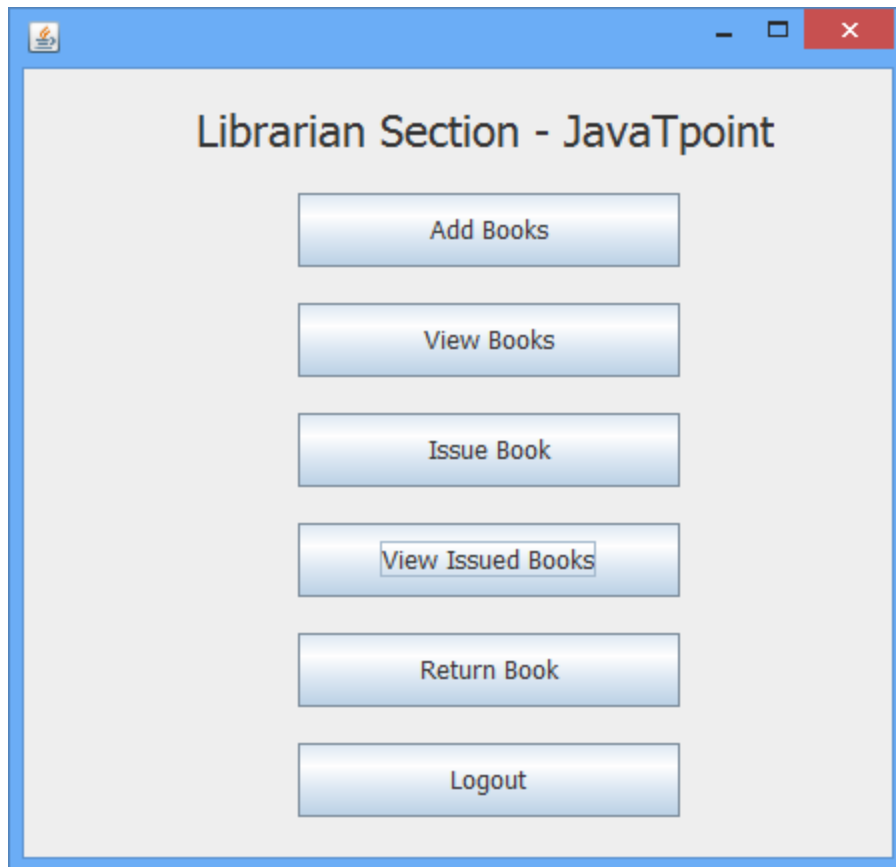 Librarian Section - JavaTpoint
Add Books
View Books
Issue Book
View Issued Books
Return Book
Logout